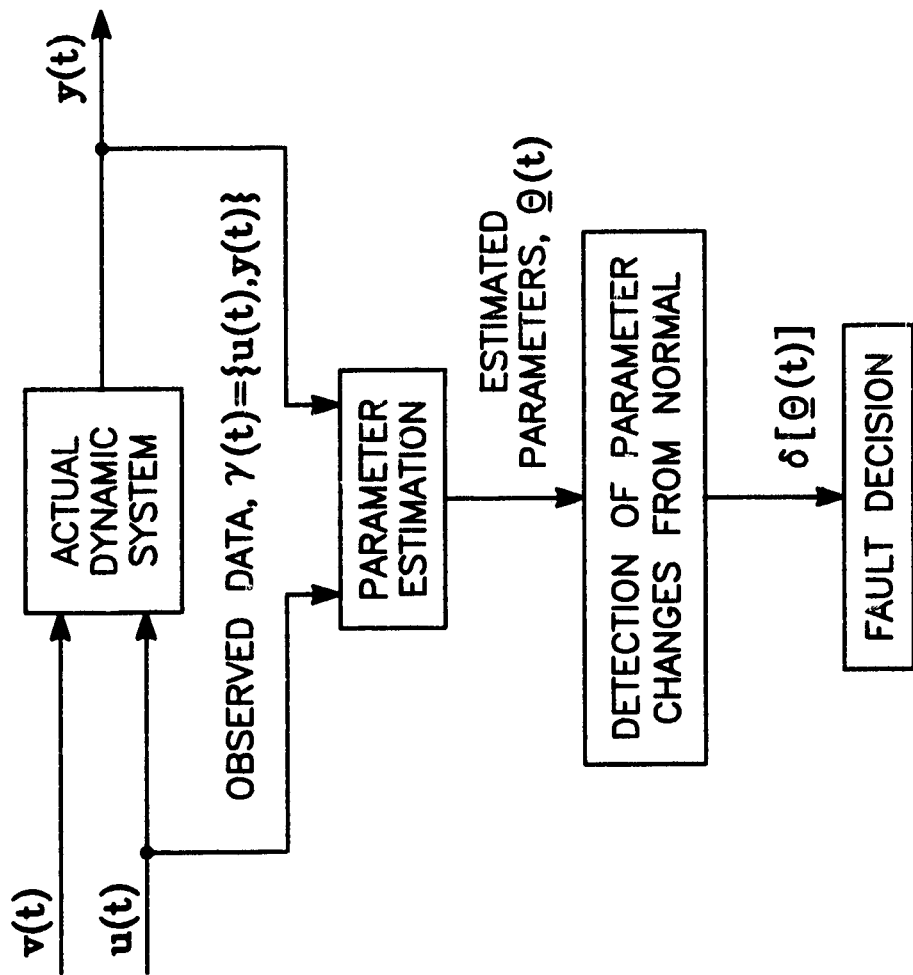 v(t)
u(t)
ACTUAL
DYNAMIC
SYSTEM
y(t)
OBSERVED DATA, γ(t)={u(t),y(t)}
PARAMETER
ESTIMATION
ESTIMATED
PARAMETERS, Θ(t)
DETECTION OF PARAMETER
CHANGES FROM NORMAL
δ[Θ(t)]
FAULT DECISION